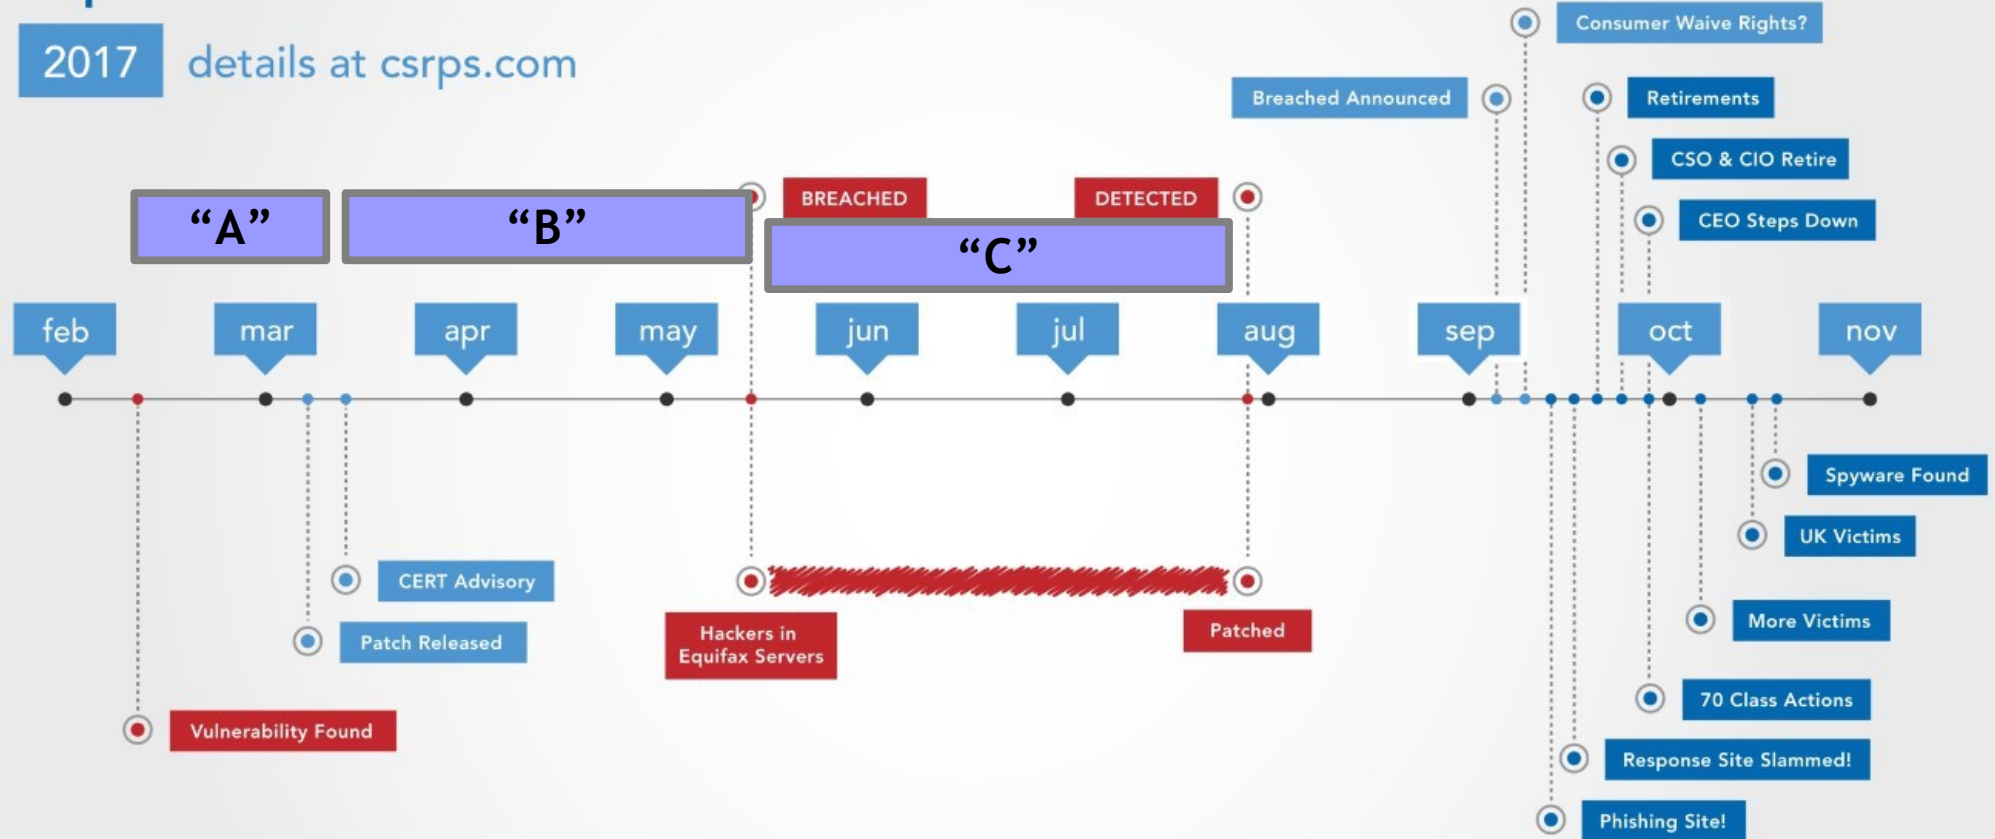 2017
details at csrps.com
Consumer Waive Rights?
Breached Announced
Retirements
CSO & CIO Retire
BREACHED
DETECTED
CEO Steps Down
“A”
“B”
“C”
feb
mar
apr
may
jun
jul
aug
sep
oct
nov
Spyware Found
UK Victims
CERT Advisory
More Victims
Patch Released
Hackers in
Equifax Servers
Patched
70 Class Actions
Vulnerability Found
Response Site Slammed!
Phishing Site!